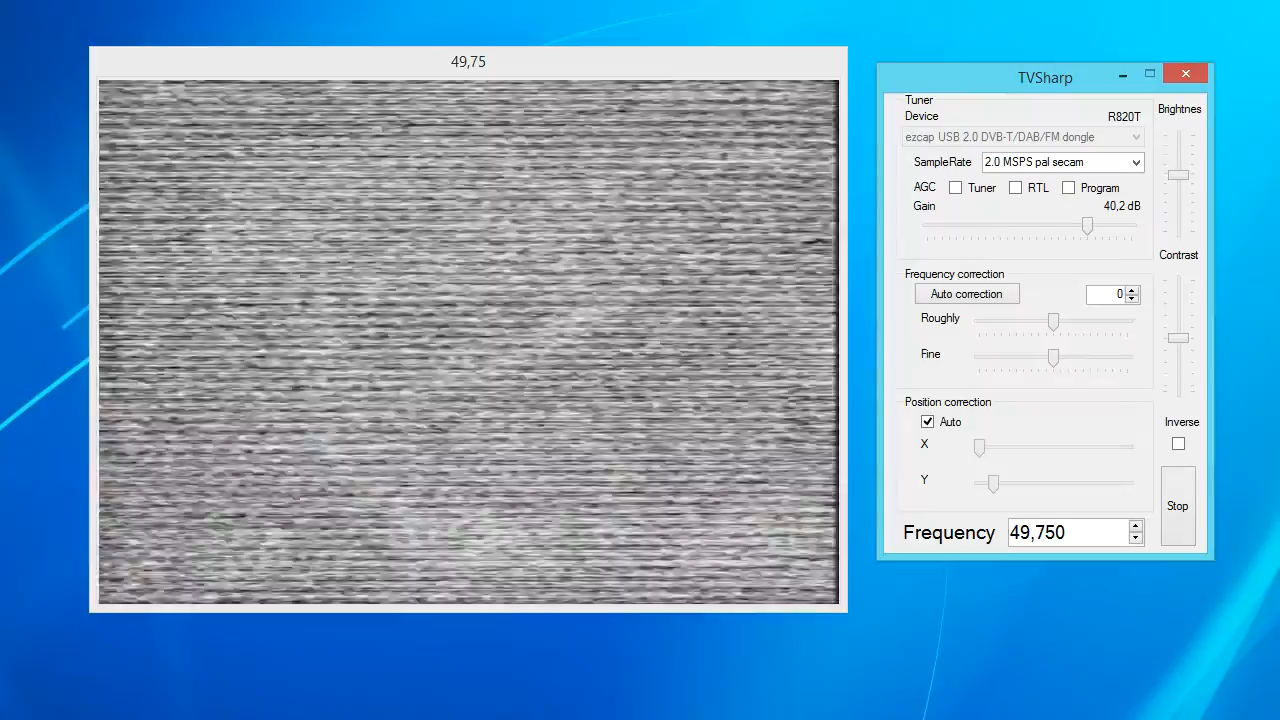 49,75
TVSharp
Tuner
Device R820T
ezcap USB 2.0 DVB-T/DAB/FM dongle
SampleRate 2.0 MSPS pal secam
AGC Tuner RTL Program
Gain 40,2 dB
Frequency correction
Auto correction 0
Roughly
Fine
Position correction
Auto
X
Y
Frequency 49,750
Brightnes
Contrast
Inverse
Stop